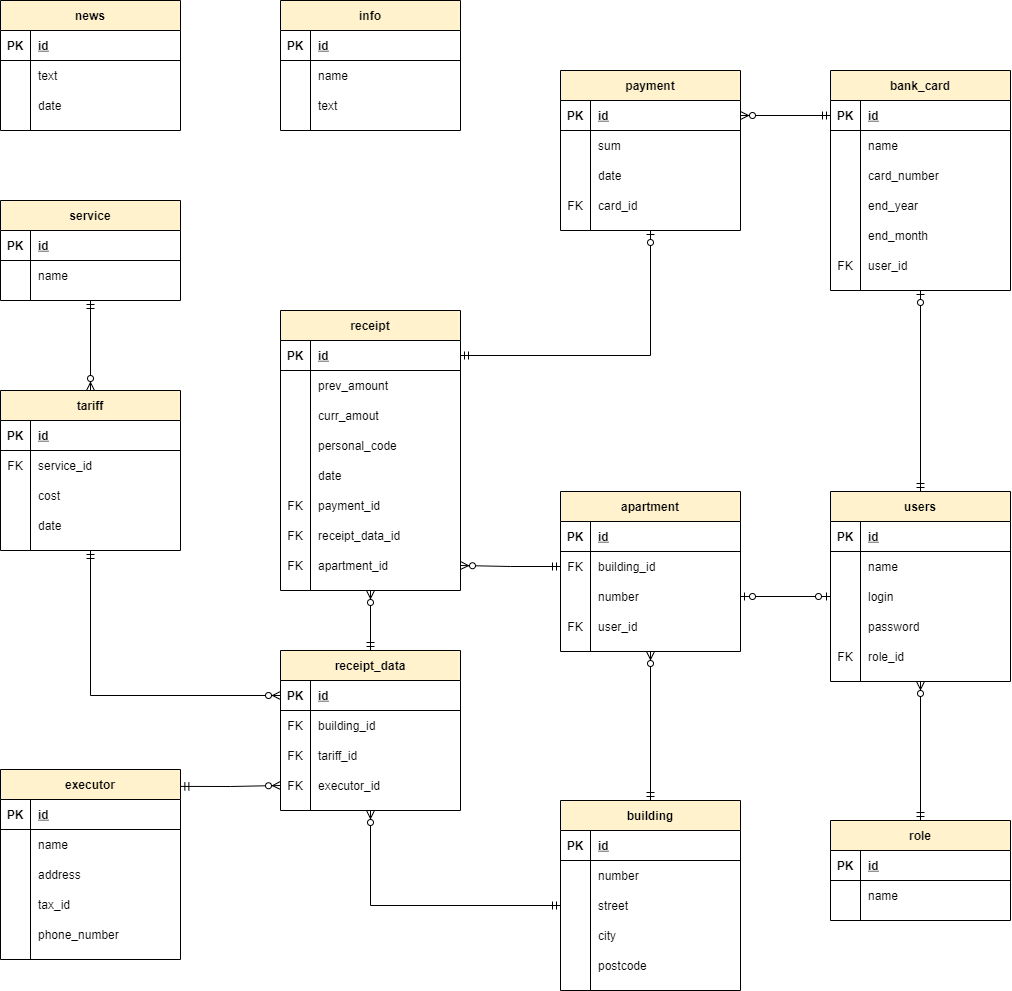 news
PK id
text
date
info
PK id
name
text
payment
PK id
sum
date
FK card_id
bank_card
PK id
name
card_number
end_year
end_month
FK user_id
service
PK id
name
receipt
PK id
prev_amount
curr_amout
personal_code
date
FK payment_id
FK receipt_data_id
FK apartment_id
tariff
PK id
FK service_id
cost
date
apartment
PK id
FK building_id
number
FK user_id
users
PK id
name
login
password
FK role_id
receipt_data
PK id
FK building_id
FK tariff_id
FK executor_id
executor
PK id
name
address
tax_id
phone_number
building
PK id
number
street
city
postcode
role
PK id
name